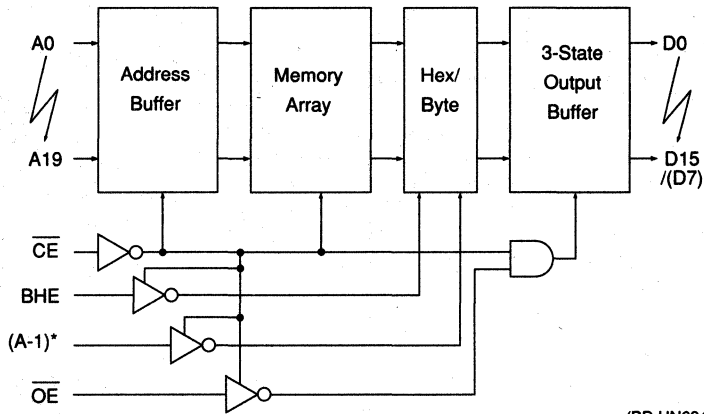 A0
A19
Address
Buffer
Memory
Array
Hex/
Byte
3-State
Output
Buffer
D0
D15
/(D7)
CE
BHE
(A-1)*
OE